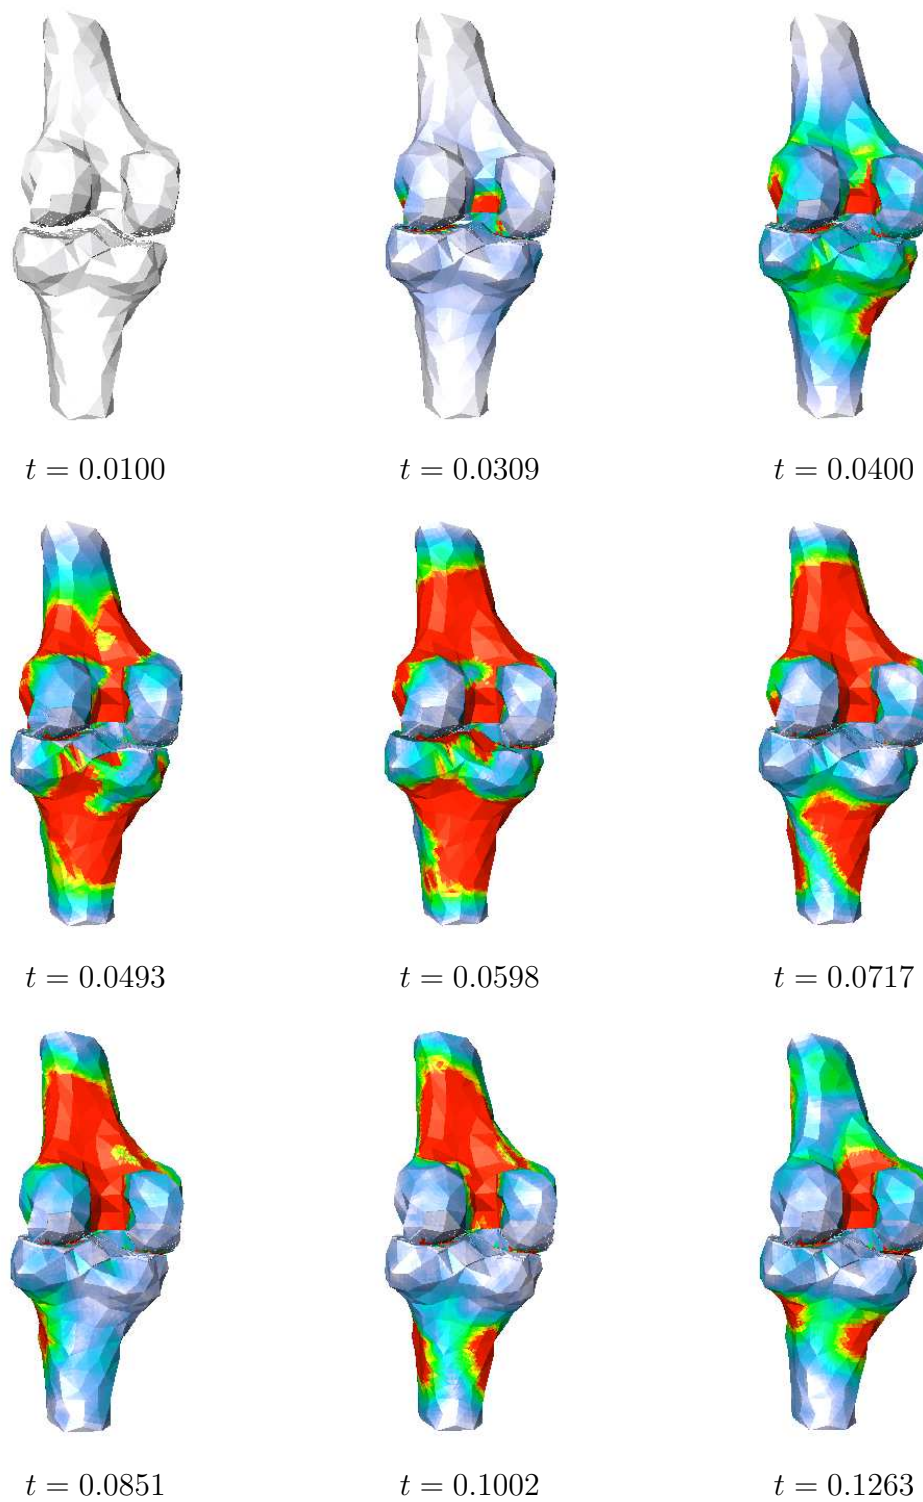 t = 0.0100
t = 0.0309
t = 0.0400
t = 0.0493
t = 0.0598
t = 0.0717
t = 0.0851
t = 0.1002
t = 0.1263